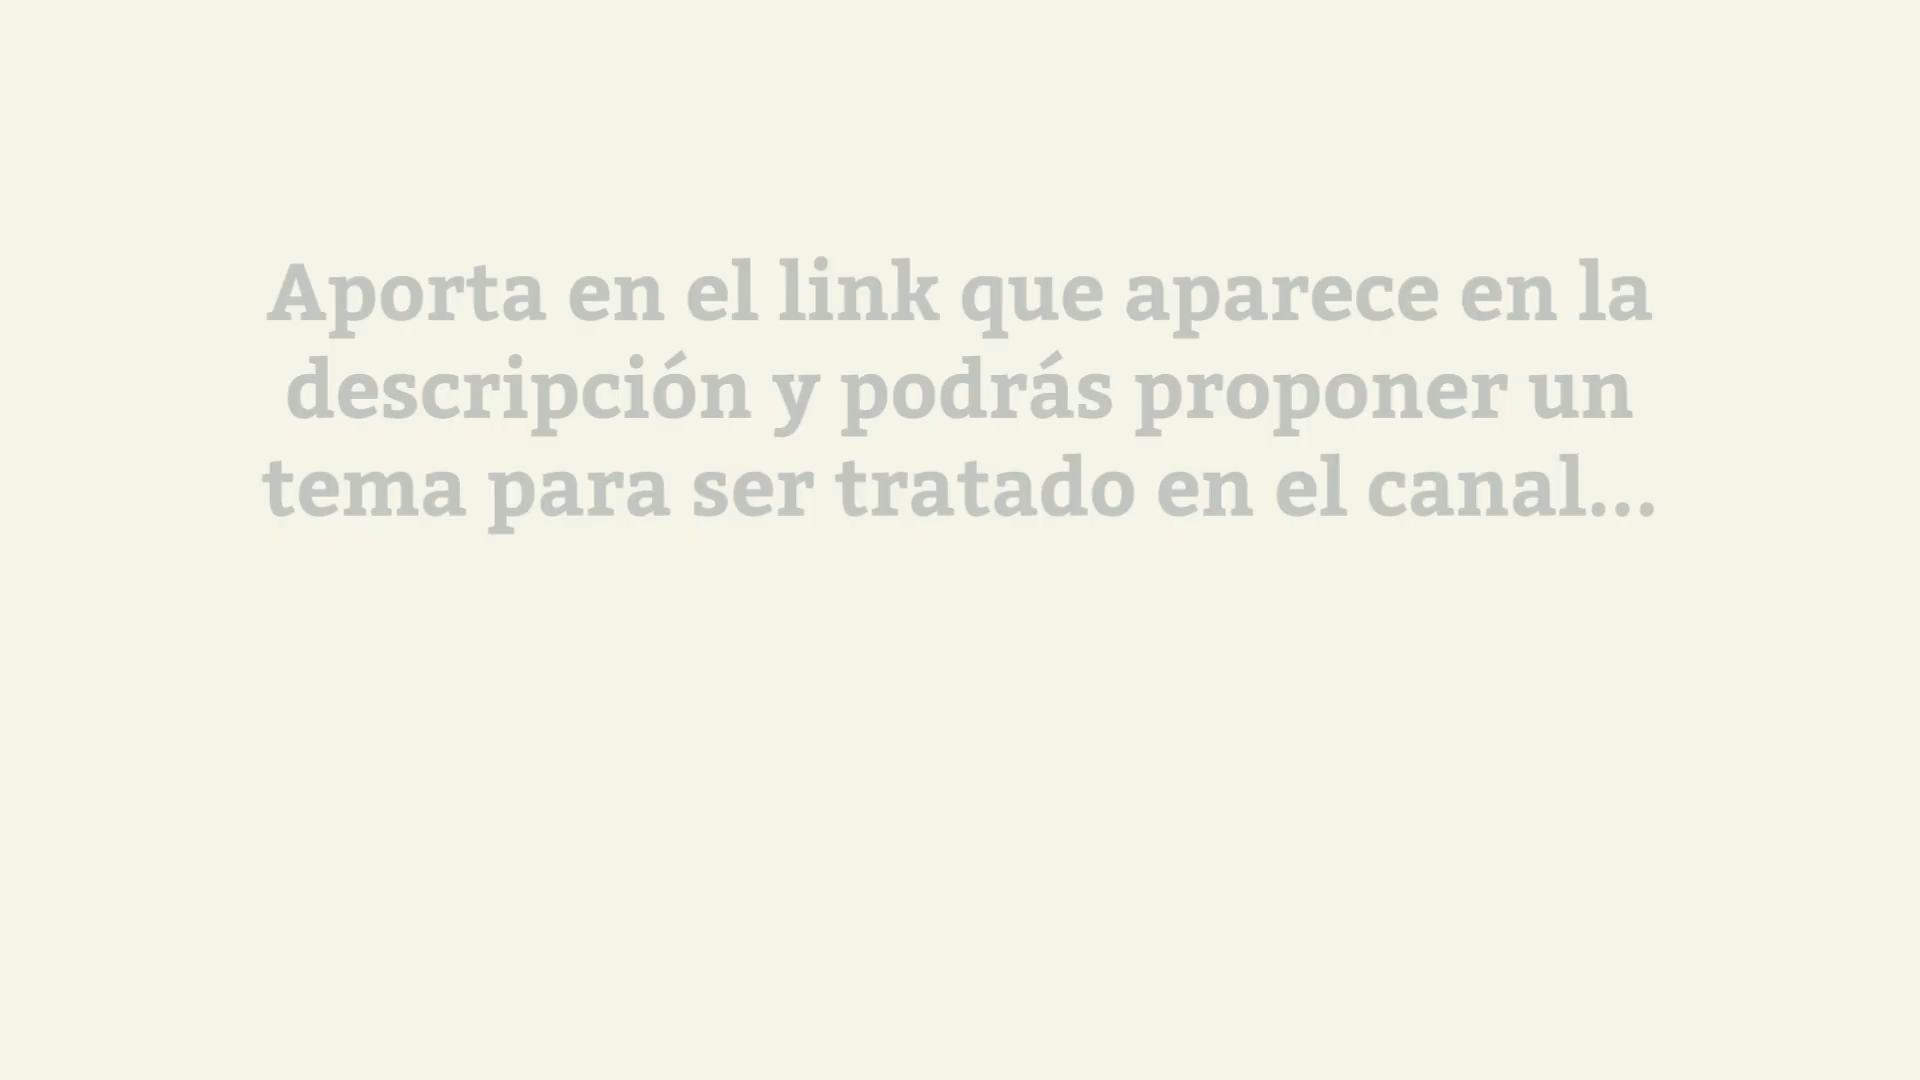 Aporta en el link que aparece en la
descripción y podrás proponer un
tema para ser tratado en el canal...